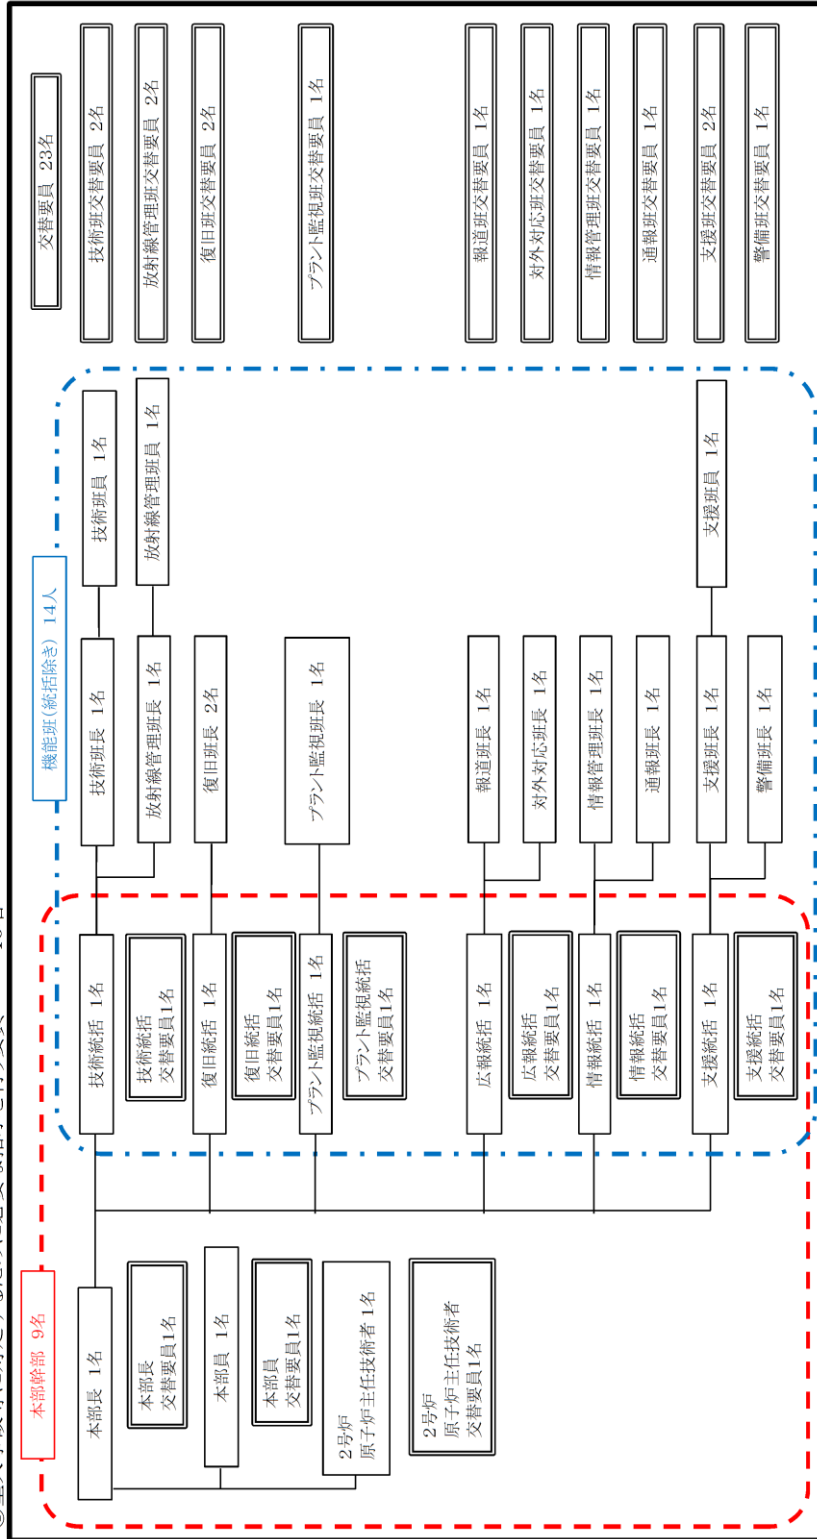 本部幹部 9名
機能班(統括除き) 14人
交替要員 23名
本部長 1名
本部長
交替要員1名
本部員 1名
本部員
交替要員1名
2号炉
原子炉主任技術者 1名
2号炉
原子炉主任技術者
交替要員1名
技術統括 1名
技術統括
交替要員1名
復旧統括 1名
復旧統括
交替要員1名
プラント監視統括 1名
プラント監視統括
交替要員1名
広報統括 1名
広報統括
交替要員1名
情報統括 1名
情報統括
交替要員1名
支援統括 1名
支援統括
交替要員1名
技術班長 1名
放射線管理班長 1名
復旧班長 2名
プラント監視班長 1名
報道班長 1名
対外対応班長 1名
情報管理班長 1名
通報班長 1名
支援班長 1名
警備班長 1名
技術班員 1名
放射線管理班員 1名
支援班員 1名
技術班交替要員 2名
放射線管理班交替要員 2名
復旧班交替要員 2名
プラント監視班交替要員 1名
報道班交替要員 1名
対外対応班交替要員 1名
情報管理班交替要員 1名
通報班交替要員 1名
支援班交替要員 2名
警備班交替要員 1名